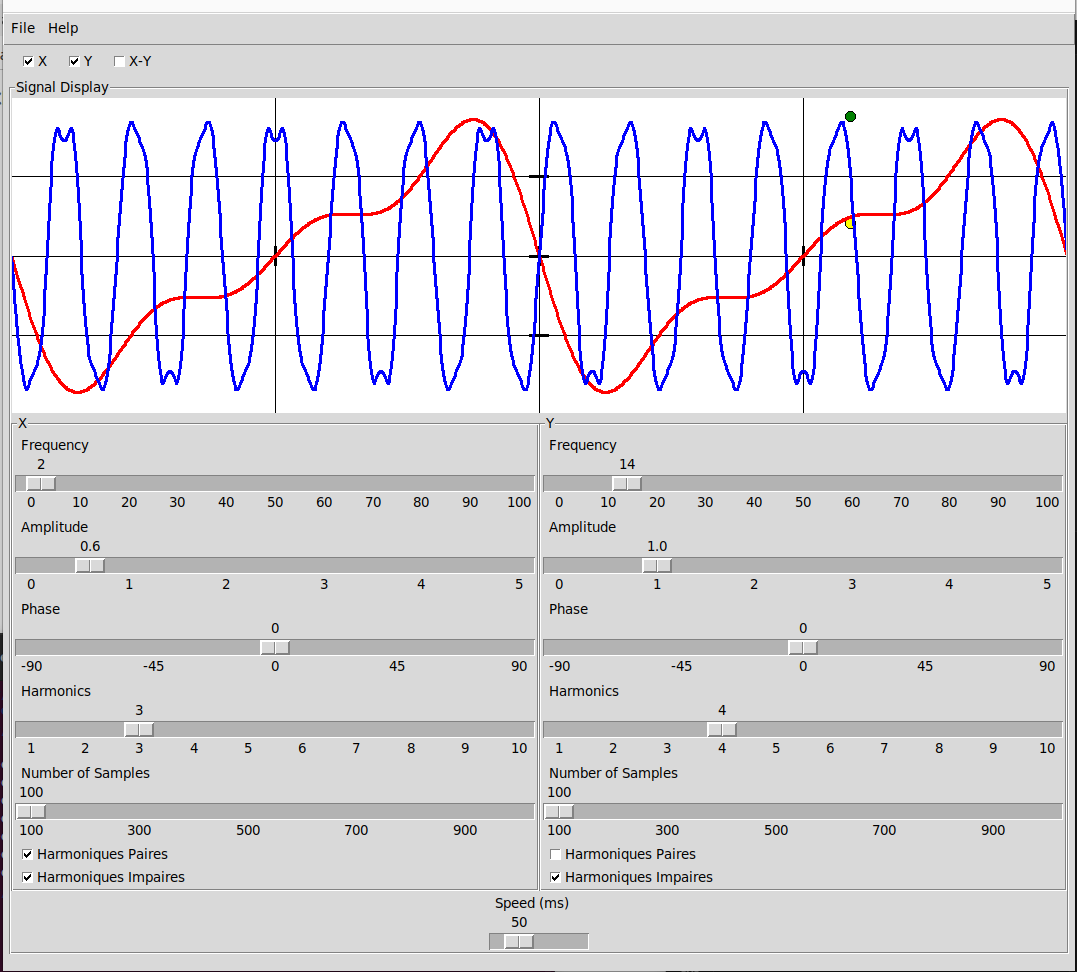 File Help
X Y X-Y
Signal Display
X
Frequency
2
0 10 20 30 40 50 60 70 80 90 100
Amplitude
0.6
0 1 2 3 4 5
Phase
0
-90 -45 0 45 90
Harmonics
3
1 2 3 4 5 6 7 8 9 10
Number of Samples
100
100 300 500 700 900
Harmoniques Paires
Harmoniques Impaires
Y
Frequency
14
0 10 20 30 40 50 60 70 80 90 100
Amplitude
1.0
0 1 2 3 4 5
Phase
0
-90 -45 0 45 90
Harmonics
4
1 2 3 4 5 6 7 8 9 10
Number of Samples
100
100 300 500 700 900
Harmoniques Paires
Harmoniques Impaires
Speed (ms)
50